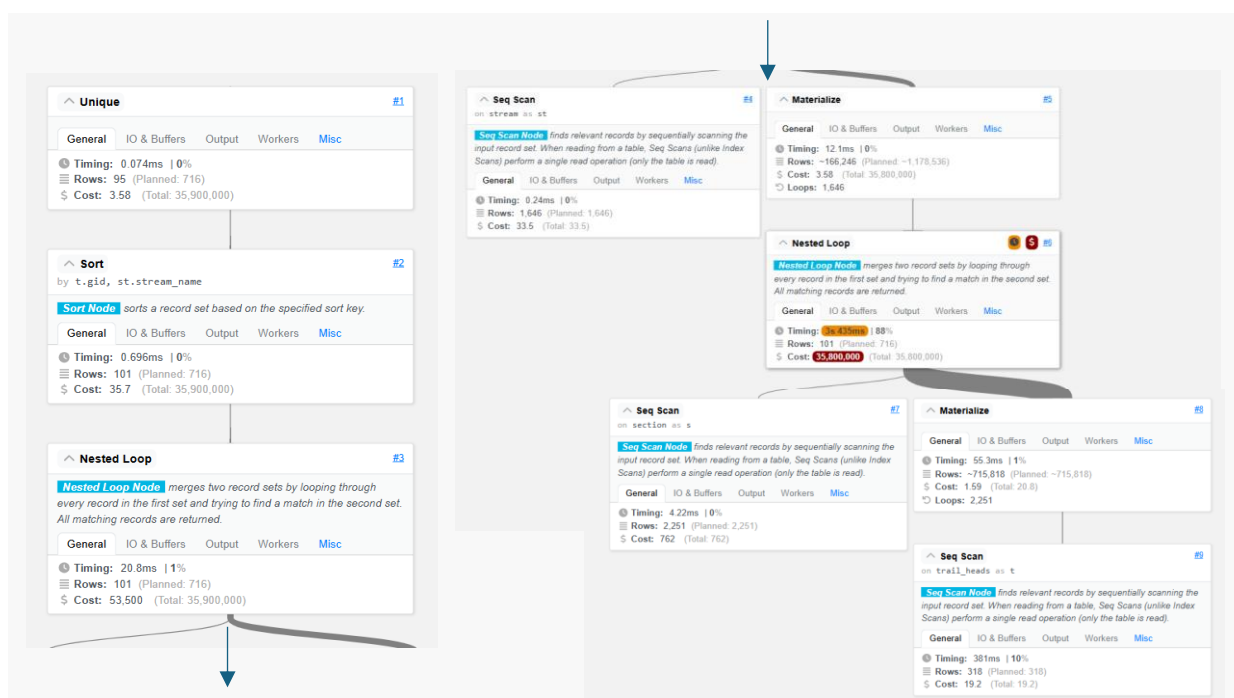 Unique #1
General IO & Buffers Output Workers Misc
Timing: 0.074ms | 0%
Rows: 95 (Planned: 716)
$ Cost: 3.58 (Total: 35,900,000)
Sort #2
by t.gid, st.stream_name
Sort Node sorts a record set based on the specified sort key.
General IO & Buffers Output Workers Misc
Timing: 0.696ms | 0%
Rows: 101 (Planned: 716)
$ Cost: 35.7 (Total: 35,900,000)
Nested Loop #3
Nested Loop Node merges two record sets by looping through
every record in the first set and trying to find a match in the second set.
All matching records are returned.
General IO & Buffers Output Workers Misc
Timing: 20.8ms | 1%
Rows: 101 (Planned: 716)
$ Cost: 53,500 (Total: 35,900,000)
Seq Scan #4
on stream as st
Seq Scan Node finds relevant records by sequentially scanning the
input record set. When reading from a table, Seq Scans (unlike Index
Scans) perform a single read operation (only the table is read).
General IO & Buffers Output Workers Misc
Timing: 0.24ms | 0%
Rows: 1,646 (Planned: 1,646)
$ Cost: 33.5 (Total: 33.5)
Materialize #5
General IO & Buffers Output Workers Misc
Timing: 12.1ms | 0%
Rows: ~166,246 (Planned: ~1,178,536)
$ Cost: 3.58 (Total: 35,800,000)
Loops: 1,646
Nested Loop $ #6
Nested Loop Node merges two record sets by looping through
every record in the first set and trying to find a match in the second set.
All matching records are returned.
General IO & Buffers Output Workers Misc
Timing: 3s 435ms | 88%
Rows: 101 (Planned: 716)
$ Cost: 35,800,000 (Total: 35,800,000)
Seq Scan #7
on section as s
Seq Scan Node finds relevant records by sequentially scanning the
input record set. When reading from a table, Seq Scans (unlike Index
Scans) perform a single read operation (only the table is read).
General IO & Buffers Output Workers Misc
Timing: 4.22ms | 0%
Rows: 2,251 (Planned: 2,251)
$ Cost: 762 (Total: 762)
Materialize #8
General IO & Buffers Output Workers Misc
Timing: 55.3ms | 1%
Rows: ~715,818 (Planned: ~715,818)
$ Cost: 1.59 (Total: 20.8)
Loops: 2,251
Seq Scan #9
on trail_heads as t
Seq Scan Node finds relevant records by sequentially scanning the
input record set. When reading from a table, Seq Scans (unlike Index
Scans) perform a single read operation (only the table is read).
General IO & Buffers Output Workers Misc
Timing: 381ms | 10%
Rows: 318 (Planned: 318)
$ Cost: 19.2 (Total: 19.2)